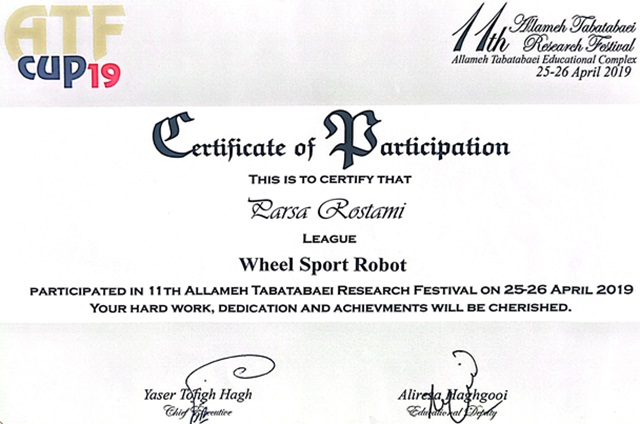 ATF
CUP19
11th Allameh Tabatabaei
Research Festival
Allameh Tabatabaei Educational Complex
25-26 April 2019
Certificate of Participation
THIS IS TO CERTIFY THAT
Parsa Rostami
LEAGUE
Wheel Sport Robot
PARTICIPATED IN 11TH ALLAMEH TABATABAEI RESEARCH FESTIVAL ON 25-26 APRIL 2019
YOUR HARD WORK, DEDICATION AND ACHIEVMENTS WILL BE CHERISHED.
Yaser Tofigh Hagh Alireza Haghgooi
Chief Executive Educational Deputy